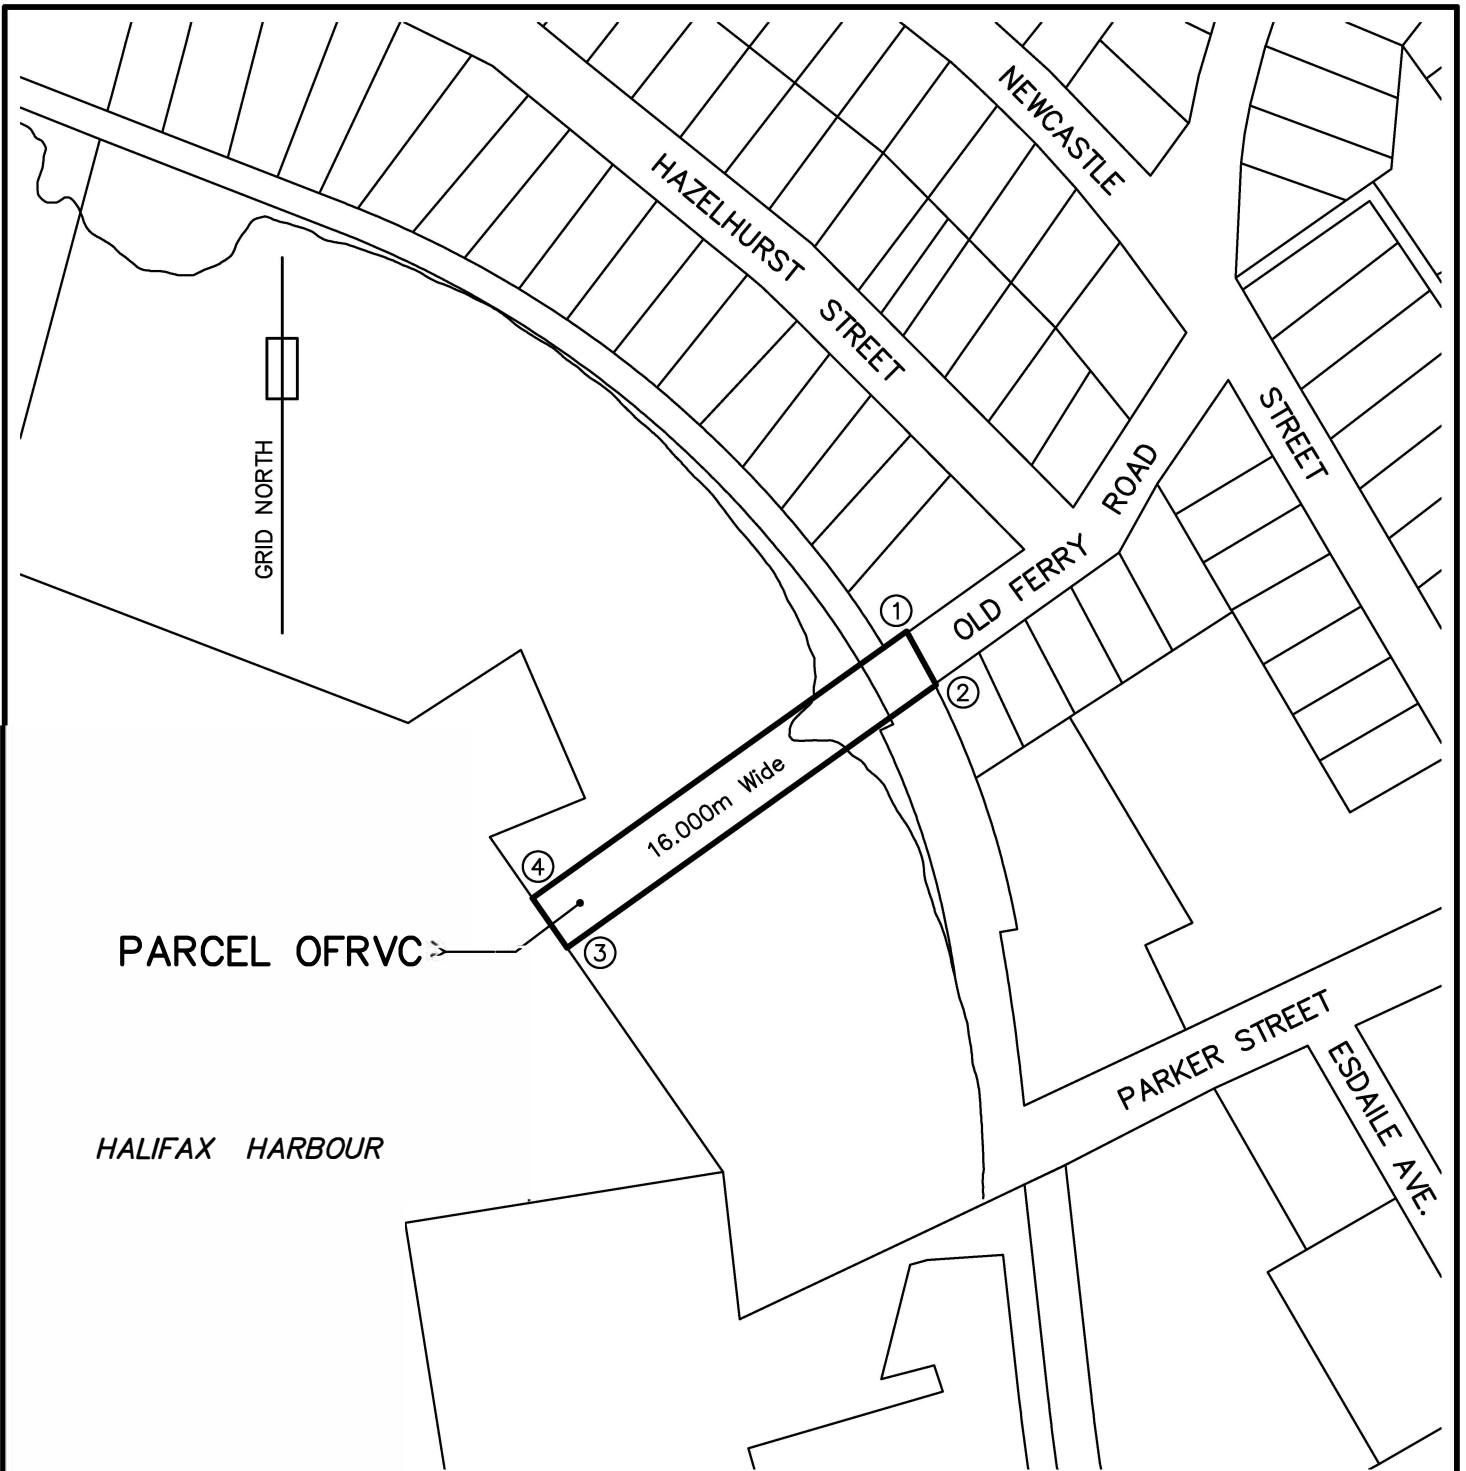 NEWCASTLE
STREET
HAZELHURST STREET
GRID NORTH
OLD FERRY ROAD
1
2
16.000m Wide
4
3
PARCEL OFRVC
PARKER STREET
ESDAILE AVE.
HALIFAX HARBOUR